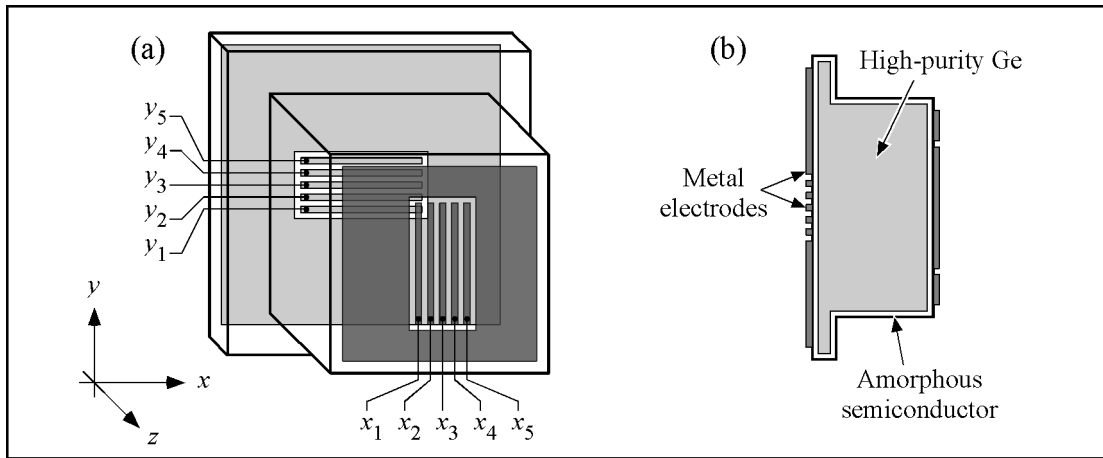 (a)
y5
y4
y3
y2
y1
y
x
z
x1 x2 x3 x4 x5
(b)
High-purity Ge
Metal
electrodes
Amorphous
semiconductor